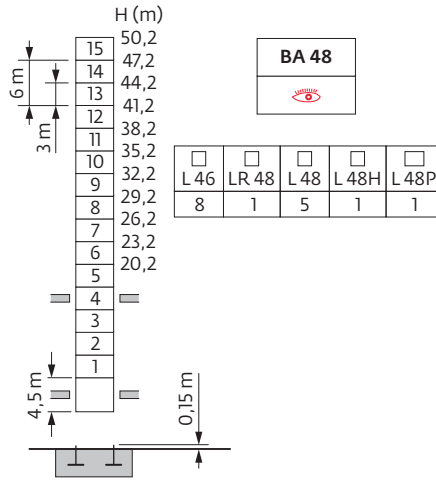 H (m)
15 50,2
14 47,2
13 44,2
12 41,2
11 38,2
10 35,2
9 32,2
8 29,2
7 26,2
6 23,2
5 20,2
4
3
2
1
6 m
3 m
4,5 m
0,15 m
BA 48
L 46 LR 48 L 48 L 48H L 48P
8 1 5 1 1